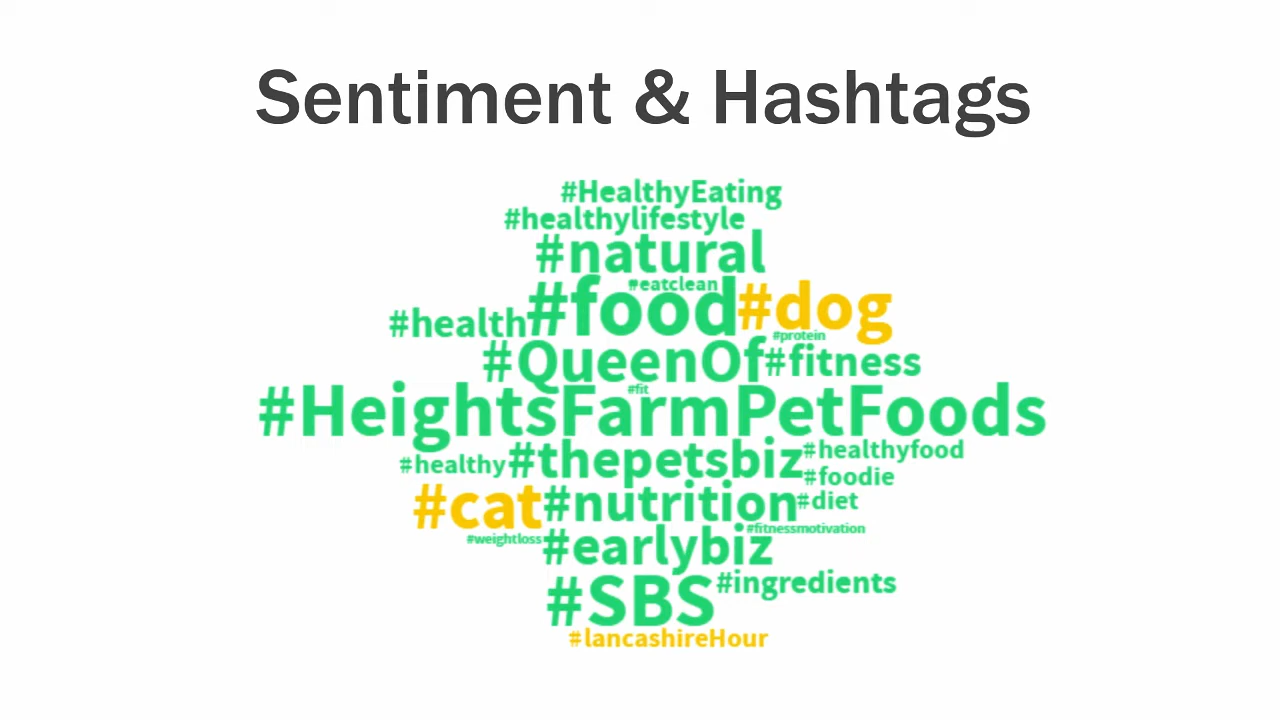 Sentiment & Hashtags
#HealthyEating
#healthylifestyle
#natural
#eatclean
#health #food #dog
#protein
#QueenOf #fitness
#fit
#HeightsFarmPetFoods
#healthy #thepetsbiz #healthyfood
#foodie
#cat #nutrition #diet
#fitnessmotivation
#weightloss #earlybiz
#SBS #ingredients
#lancashireHour